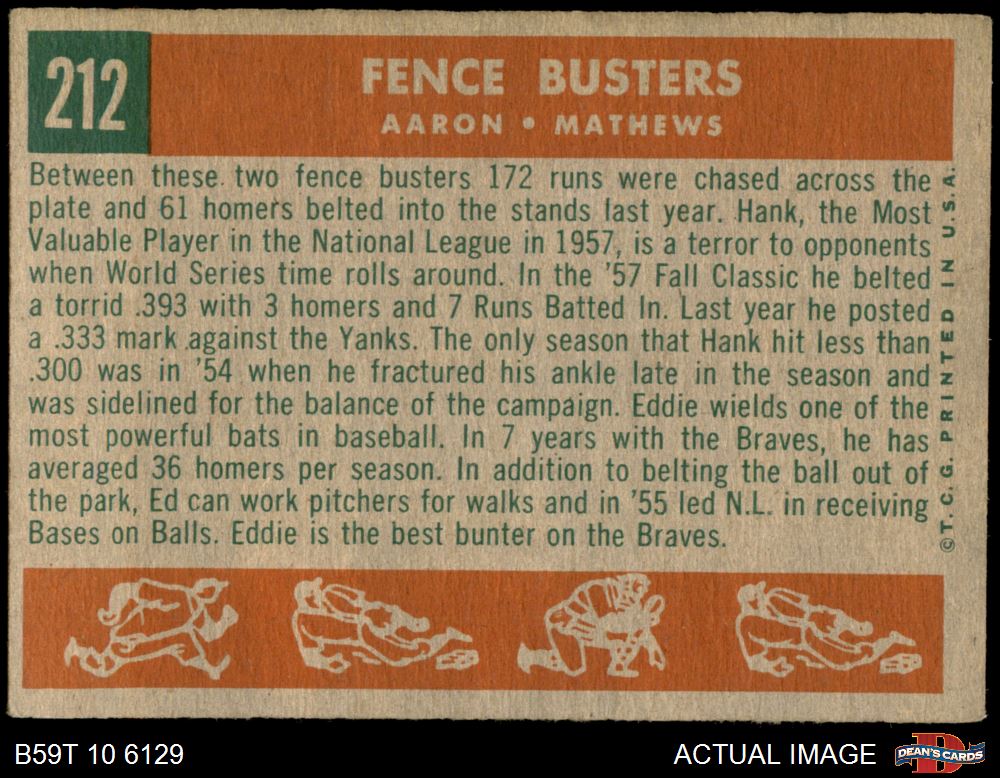 212
FENCE BUSTERS
AARON • MATHEWS
Between these two fence busters 172 runs were chased across the
plate and 61 homers belted into the stands last year. Hank, the Most
Valuable Player in the National League in 1957, is a terror to opponents
when World Series time rolls around. In the '57 Fall Classic he belted
a torrid .393 with 3 homers and 7 Runs Batted In. Last year he posted
a .333 mark against the Yanks. The only season that Hank hit less than
.300 was in '54 when he fractured his ankle late in the season and
was sidelined for the balance of the campaign. Eddie wields one of the
most powerful bats in baseball. In 7 years with the Braves, he has
averaged 36 homers per season. In addition to belting the ball out of
the park, Ed can work pitchers for walks and in '55 led N.L. in receiving
Bases on Balls. Eddie is the best bunter on the Braves.
©T.C.G. PRINTED IN U.S.A.
B59T 10 6129
ACTUAL IMAGE
D
DEAN'S CARDS